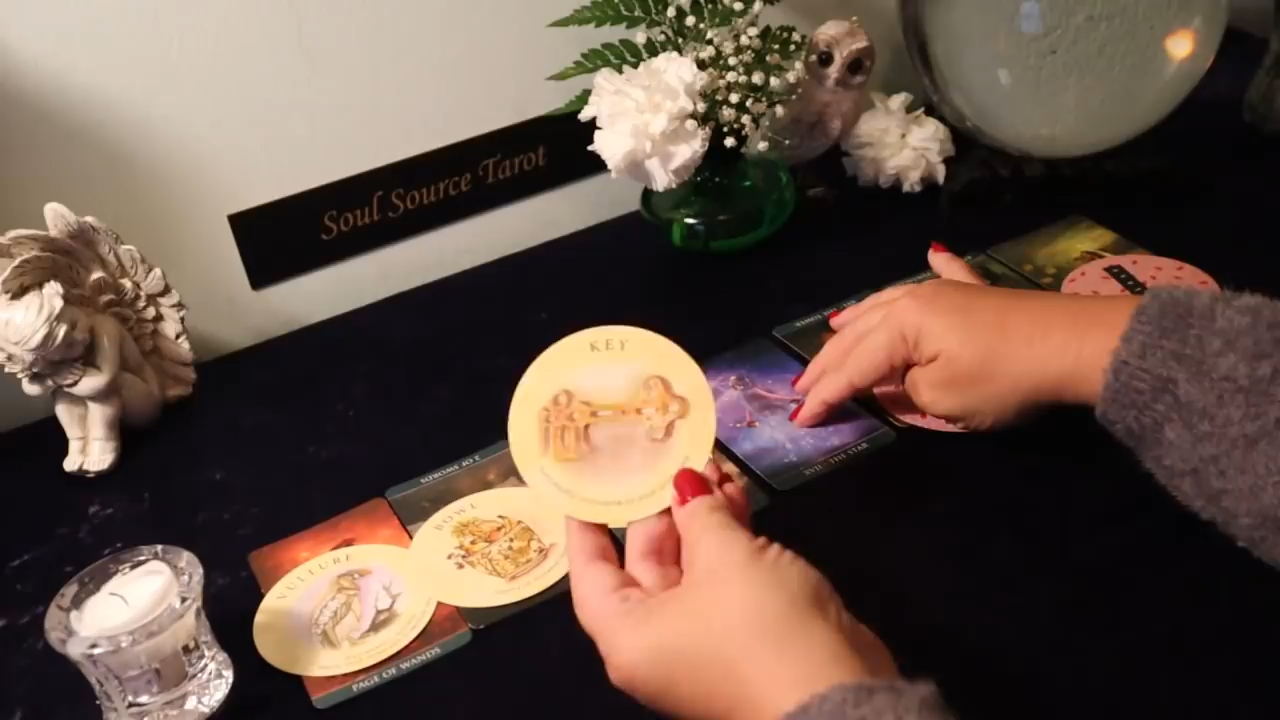 Soul Source Tarot
KEY
VULTURE
BOWL
2 OF SWORDS
PAGE OF WANDS
XVII THE STAR